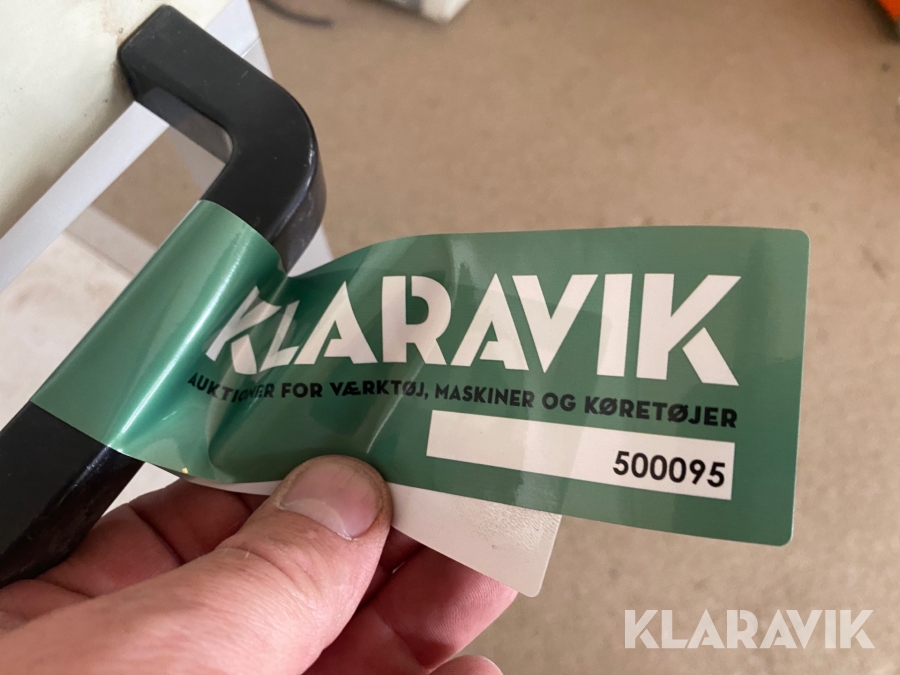 KLARAVIK
AUKTIONER FOR VÆRKTØJ, MASKINER OG KØRETØJER
500095
KLARAVIK